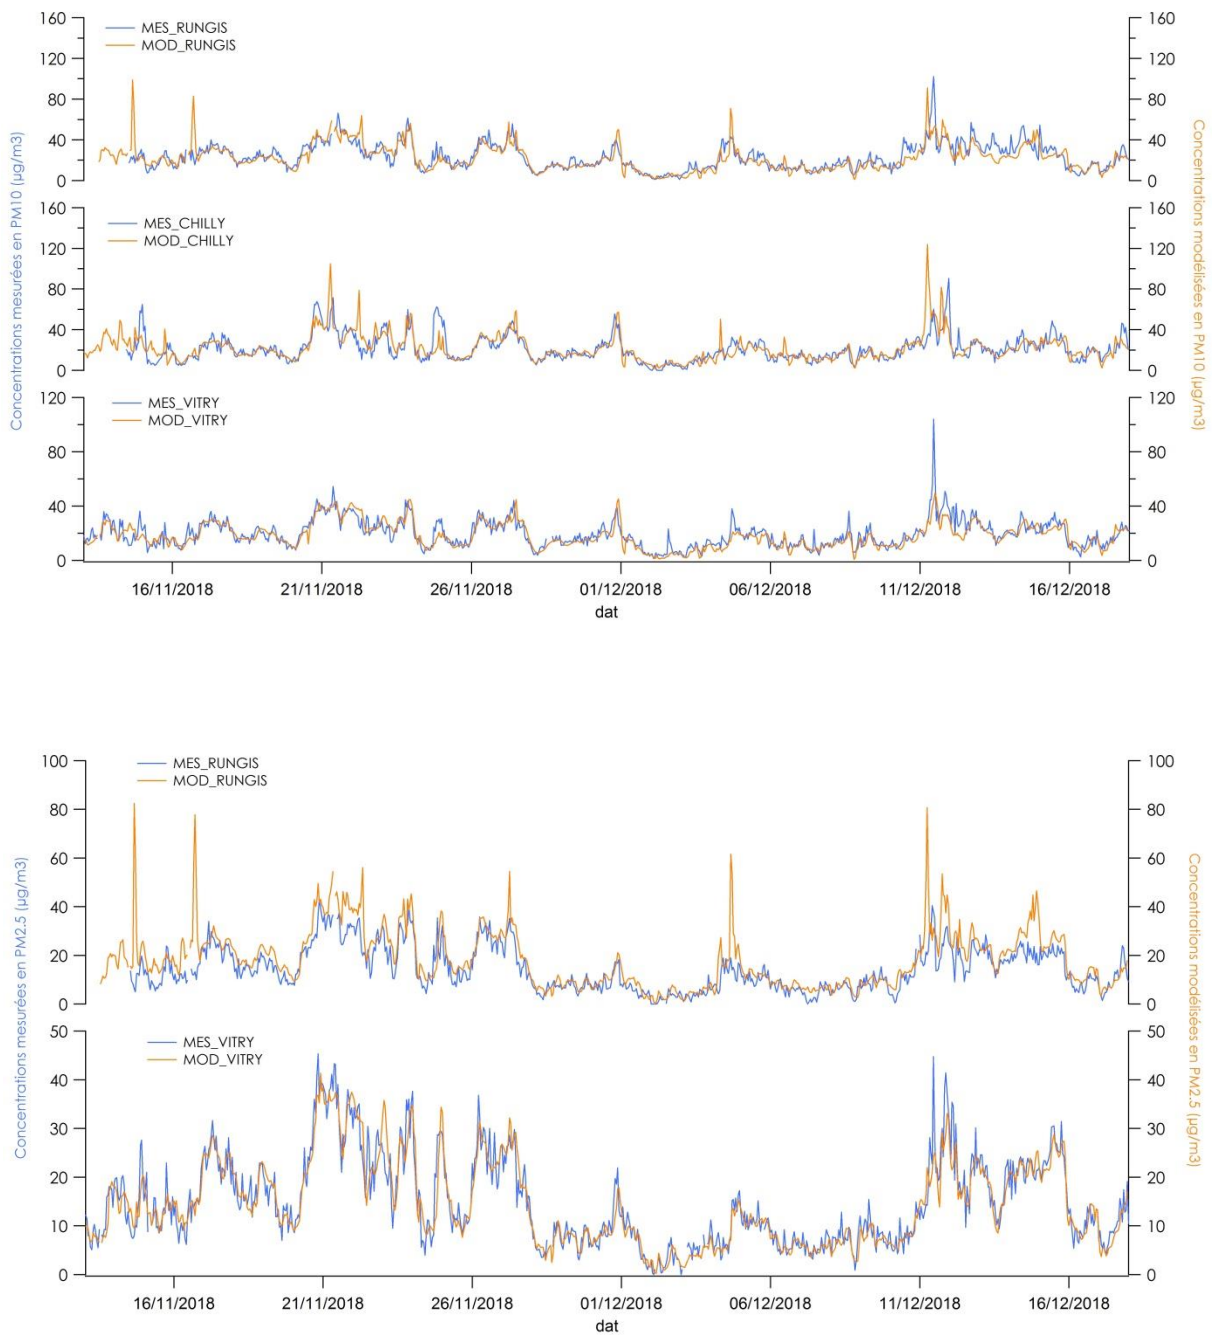 MES_RUNGIS
MOD_RUNGIS
160 160
120 120
80 80
40 40
0 0
MES_CHILLY
MOD_CHILLY
160 160
120 120
80 80
40 40
0 0
MES_VITRY
MOD_VITRY
120 120
80 80
40 40
0 0
Concentrations mesurées en PM10 (µg/m3)
Concentrations modélisées en PM10 (µg/m3)
16/11/2018 21/11/2018 26/11/2018 01/12/2018 06/12/2018 11/12/2018 16/12/2018
dat
MES_RUNGIS
MOD_RUNGIS
100 100
80 80
60 60
40 40
20 20
0 0
MES_VITRY
MOD_VITRY
50 50
40 40
30 30
20 20
10 10
0 0
Concentrations mesurées en PM2.5 (µg/m3)
Concentrations modélisées en PM2.5 (µg/m3)
16/11/2018 21/11/2018 26/11/2018 01/12/2018 06/12/2018 11/12/2018 16/12/2018
dat